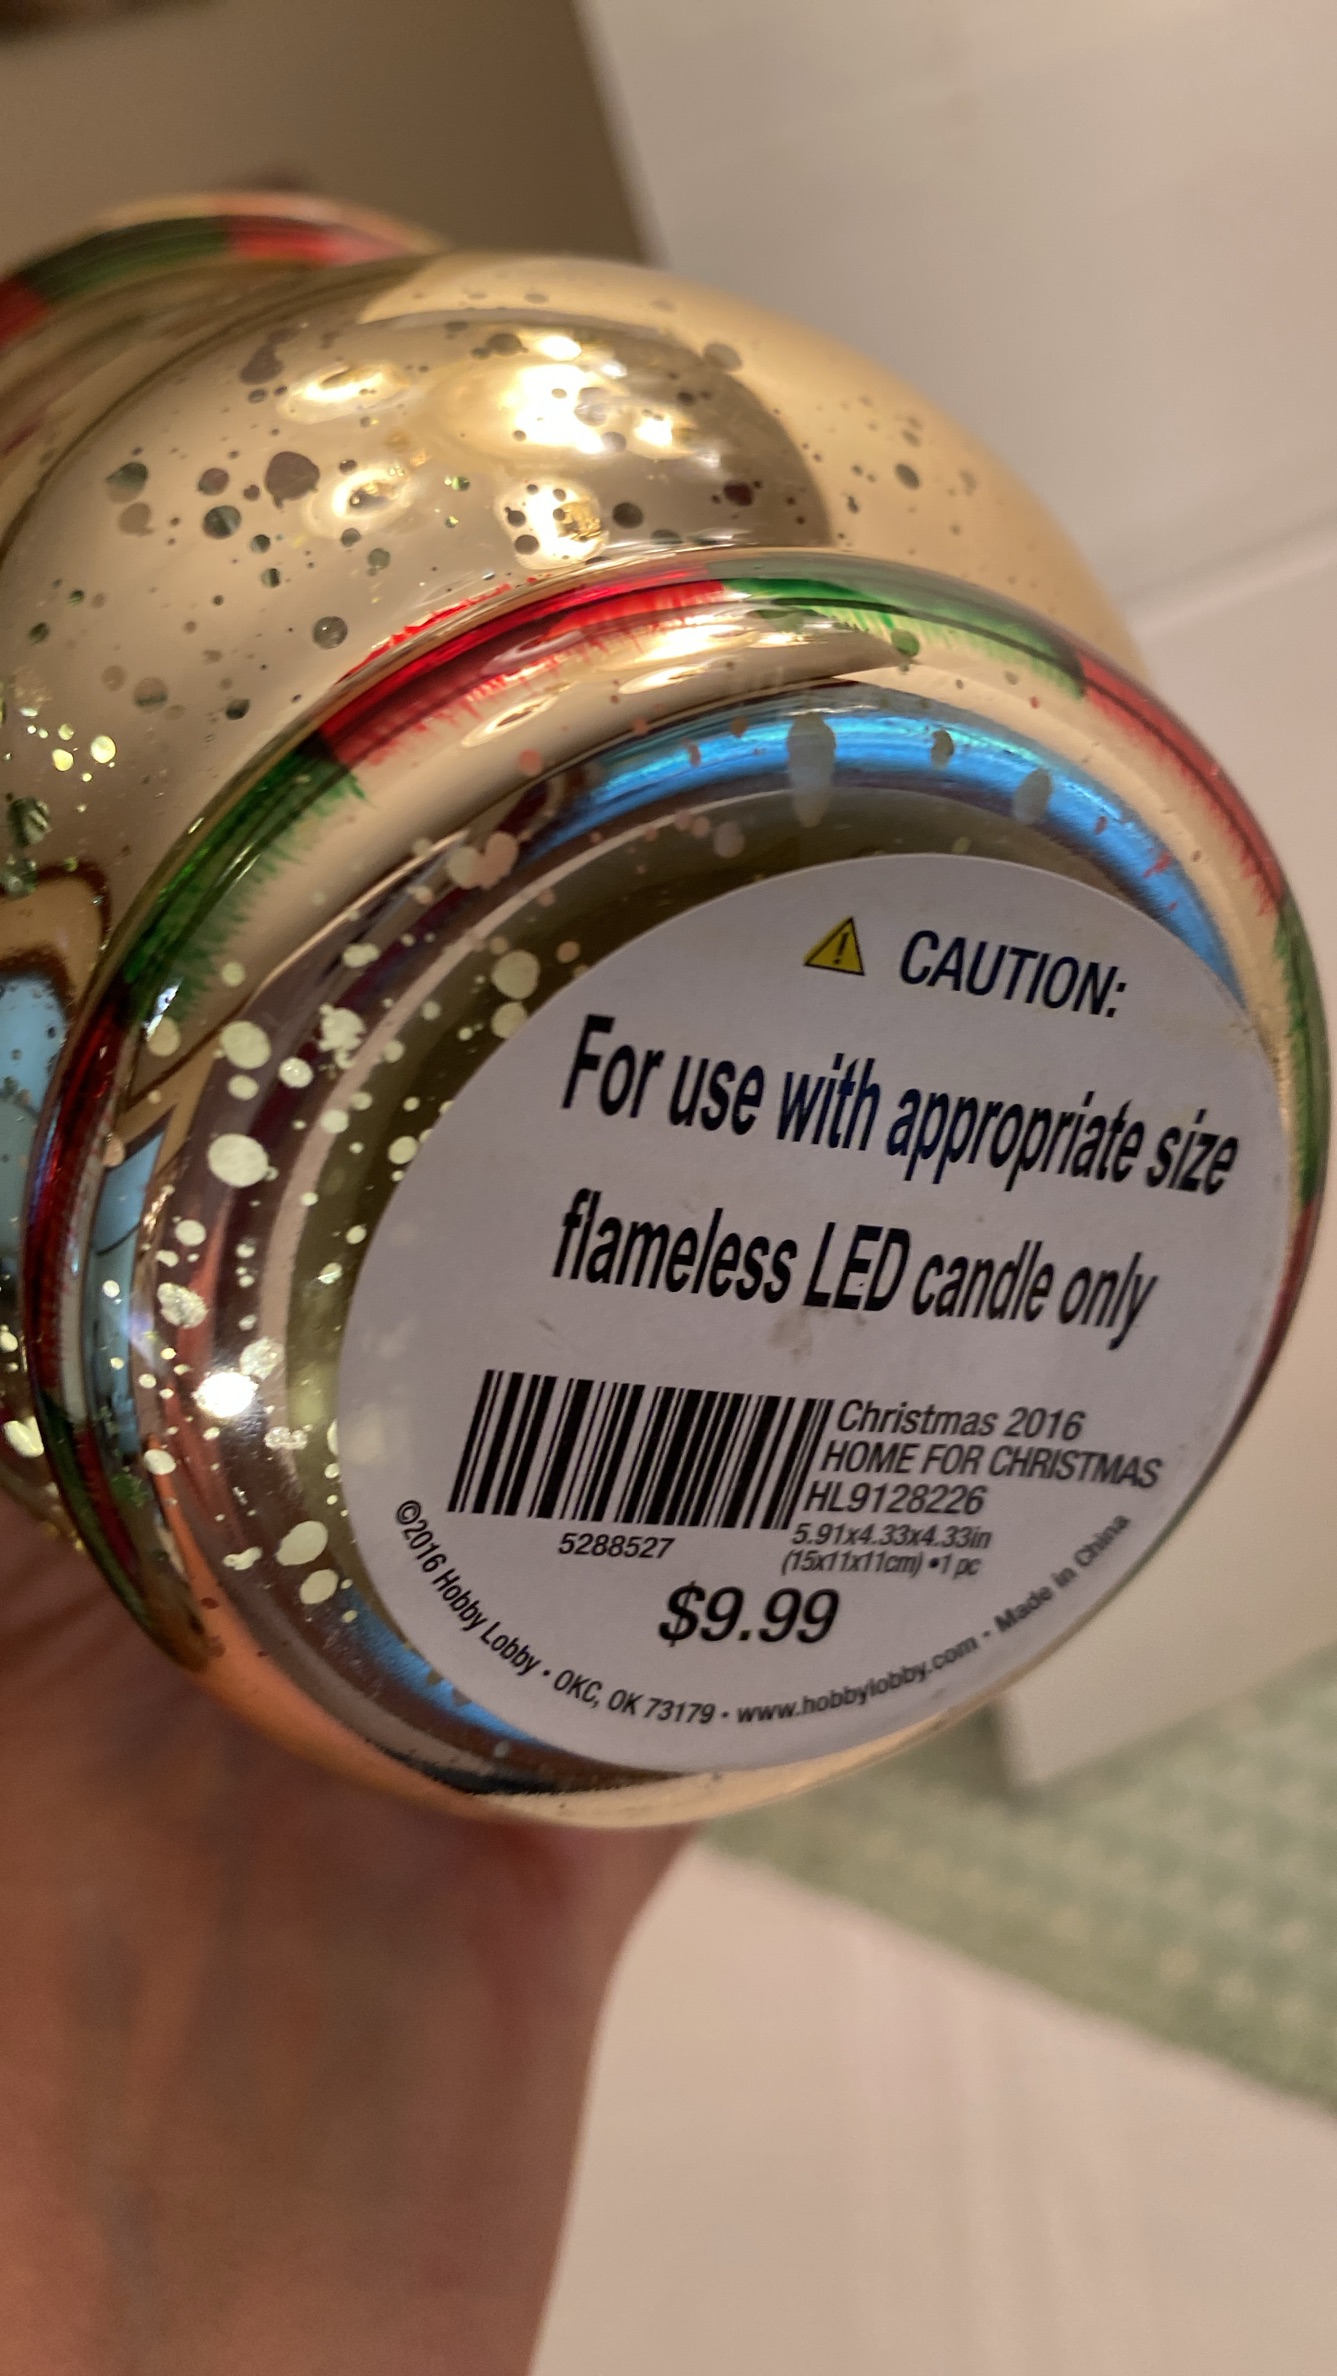 CAUTION:
For use with appropriate size
flameless LED candle only
Christmas 2016
HOME FOR CHRISTMAS
HL9128226
5.91x4.33x4.33in
(15x11x11cm) •1 pc
5288527
$9.99
©2016 Hobby Lobby • OKC, OK 73179 • www.hobbylobby.com • Made in China